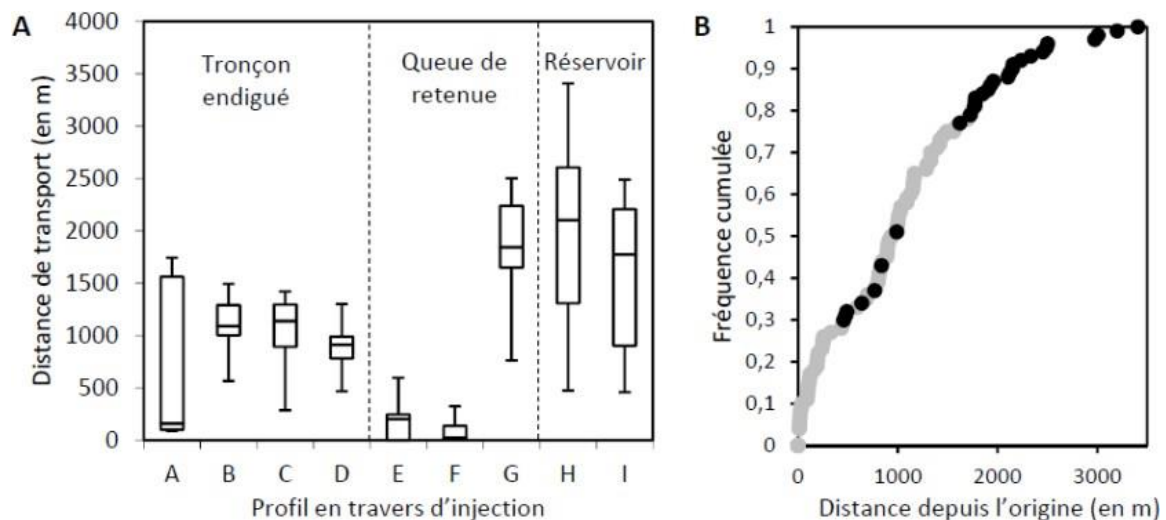 A
Distance de transport (en m)
4000
3500
3000
2500
2000
1500
1000
500
0
Tronçon
endigué
Queue de
retenue
Réservoir
A B C D E F G H I
Profil en travers d'injection
B
Fréquence cumulée
1
0,9
0,8
0,7
0,6
0,5
0,4
0,3
0,2
0,1
0
0 1000 2000 3000
Distance depuis l'origine (en m)